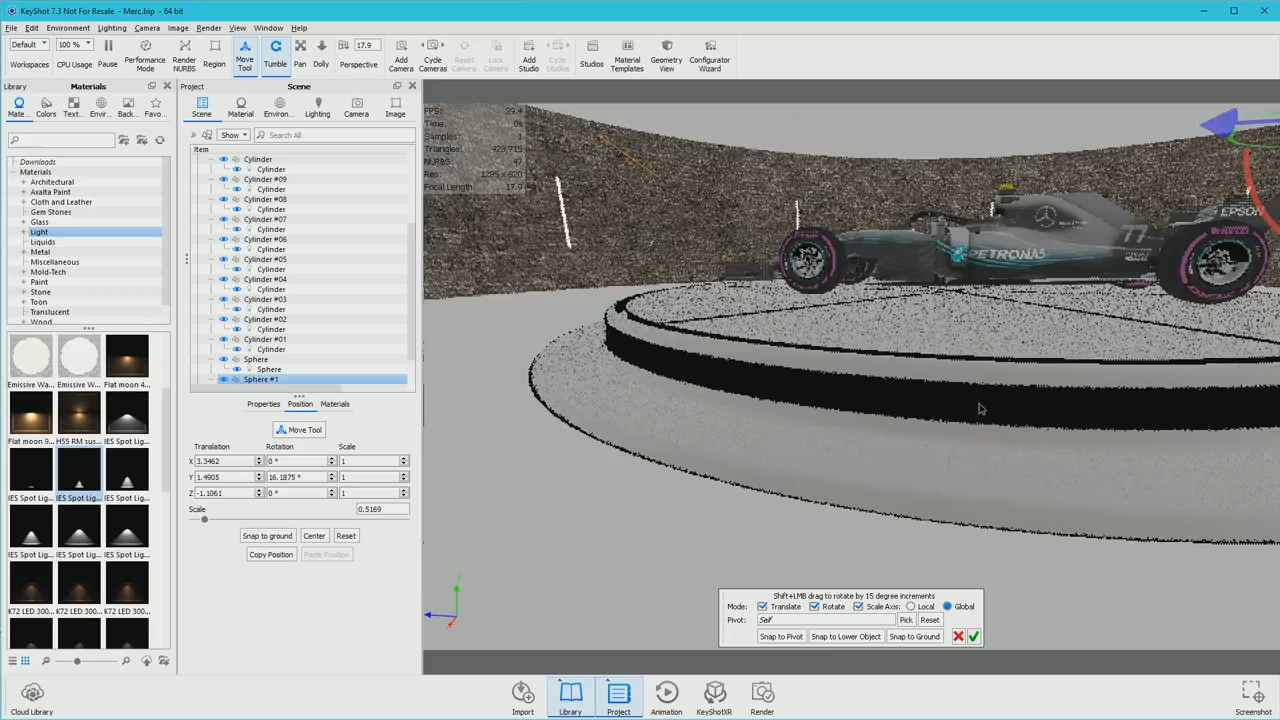 KeyShot 7.3 Not For Resale - Merc.bip - 64 bit
File Edit Environment Lighting Camera Image Render View Window Help
Default 100 % 17.9
Workspaces CPU Usage Pause Performance Mode Render NURBS Region Move Tool Tumble Pan Dolly Perspective Add Camera Cycle Cameras Reset Camera Lock Camera Add Studio Cycle Studios Studios Material Templates Geometry View Configurator Wizard
Library Materials
Mate... Colors Text... Envir... Back... Favo...
Downloads
Materials
Architectural
Axalta Paint
Cloth and Leather
Gem Stones
Glass
Light
Liquids
Metal
Miscellaneous
Mold-Tech
Paint
Stone
Toon
Translucent
Wood
Emissive Wa... Emissive W... Flat moon 4...
Flat moon 9... H55 RM sus... IES Spot Lig...
IES Spot Lig... IES Spot Lig... IES Spot Lig...
IES Spot Lig... IES Spot Lig... IES Spot Lig...
K72 LED 300... K72 LED 300... K72 LED 300...
Project Scene
Scene Material Environ... Lighting Camera Image
Show Search All
Item
Cylinder
Cylinder
Cylinder #09
Cylinder
Cylinder #08
Cylinder
Cylinder #07
Cylinder
Cylinder #06
Cylinder
Cylinder #05
Cylinder
Cylinder #04
Cylinder
Cylinder #03
Cylinder
Cylinder #02
Cylinder
Cylinder #01
Cylinder
Sphere
Sphere
Sphere #1
Properties Position Materials
Move Tool
Translation Rotation Scale
X 3.3462 0 ° 1
Y 1.4905 16.1875 ° 1
Z -1.1061 0 ° 1
Scale 0.5169
Snap to ground Center Reset
Copy Position Paste Position
FPS: 39.4
Time: 0s
Samples: 1
Triangles: 429,715
NURBS: 47
Res: 1285 x 820
Focal Length: 17.9
PETRONAS
77
EPSON
Shift+LMB drag to rotate by 15 degree increments
Mode: Translate Rotate Scale Axis: Local Global
Pivot: Self Pick Reset
Snap to Pivot Snap to Lower Object Snap to Ground
Cloud Library Import Library Project Animation KeyShotXR Render Screenshot